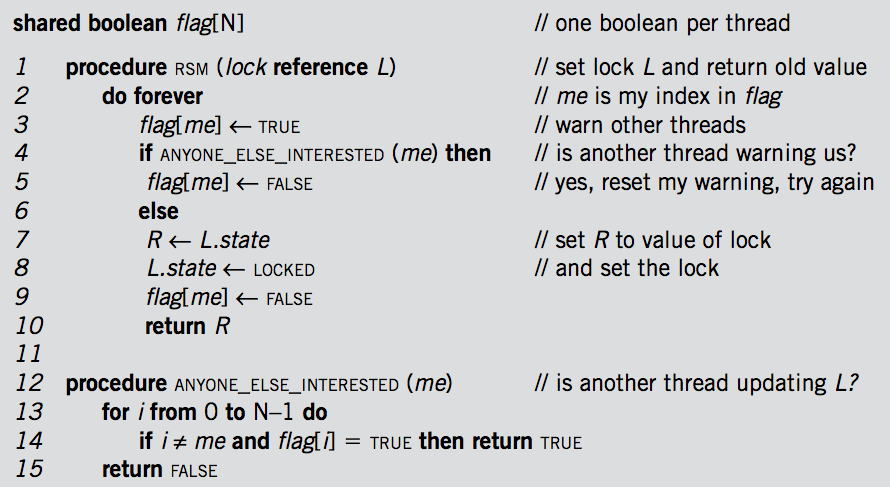 shared boolean flag[N] // one boolean per thread
1 procedure RSM (lock reference L) // set lock L and return old value
2 do forever // me is my index in flag
3 flag[me] ← TRUE // warn other threads
4 if ANYONE_ELSE_INTERESTED (me) then // is another thread warning us?
5 flag[me] ← FALSE // yes, reset my warning, try again
6 else
7 R ← L.state // set R to value of lock
8 L.state ← LOCKED // and set the lock
9 flag[me] ← FALSE
10 return R
11
12 procedure ANYONE_ELSE_INTERESTED (me) // is another thread updating L?
13 for i from 0 to N–1 do
14 if i ≠ me and flag[i] = TRUE then return TRUE
15 return FALSE